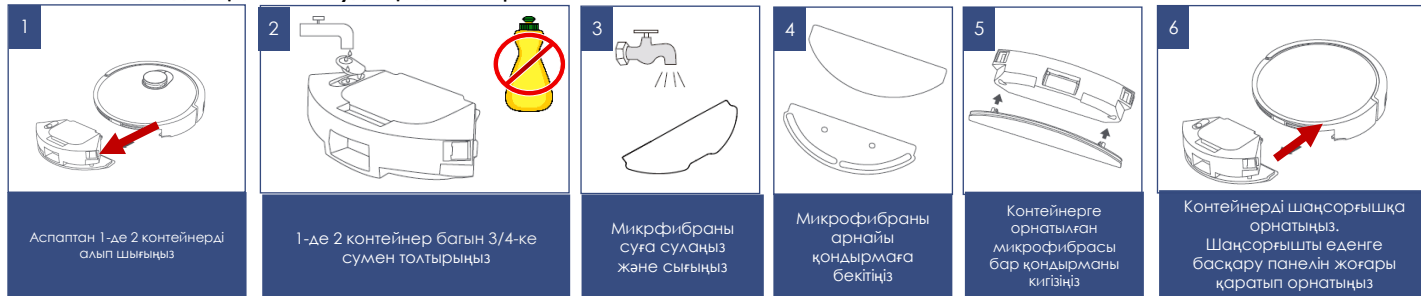 1
Аспаптан 1-де 2 контейнерді
алып шығыңыз
2
1-де 2 контейнер багын 3/4-ке
сумен толтырыңыз
3
Микрфибраны
суға сулаңыз
және сығыңыз
4
Микрофибраны
арнайы
қондырмаға
бекітіңіз
5
Контейнерге
орнатылған
микрофибрасы
бар қондырманы
кигізіңіз
6
Контейнерді шаңсорғышқа
орнатыңыз.
Шаңсорғышты еденге
басқару панелін жоғары
қаратып орнатыңыз